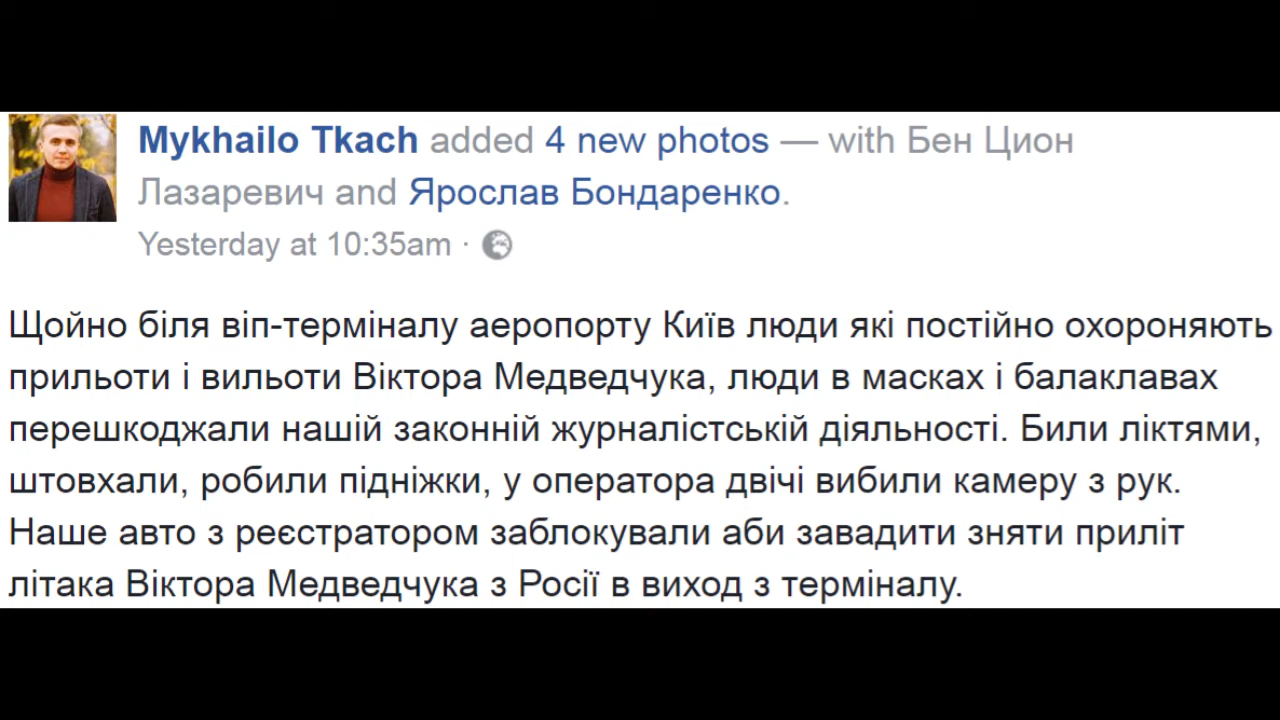 Mykhailo Tkach added 4 new photos — with Бен Цион
Лазаревич and Ярослав Бондаренко.
Yesterday at 10:35am ·
Щойно біля віп-терміналу аеропорту Київ люди які постійно охороняють
прильоти і вильоти Віктора Медведчука, люди в масках і балаклавах
перешкоджали нашій законній журналістській діяльності. Били ліктями,
штовхали, робили підніжки, у оператора двічі вибили камеру з рук.
Наше авто з реєстратором заблокували аби завадити зняти приліт
літака Віктора Медведчука з Росії в виход з терміналу.